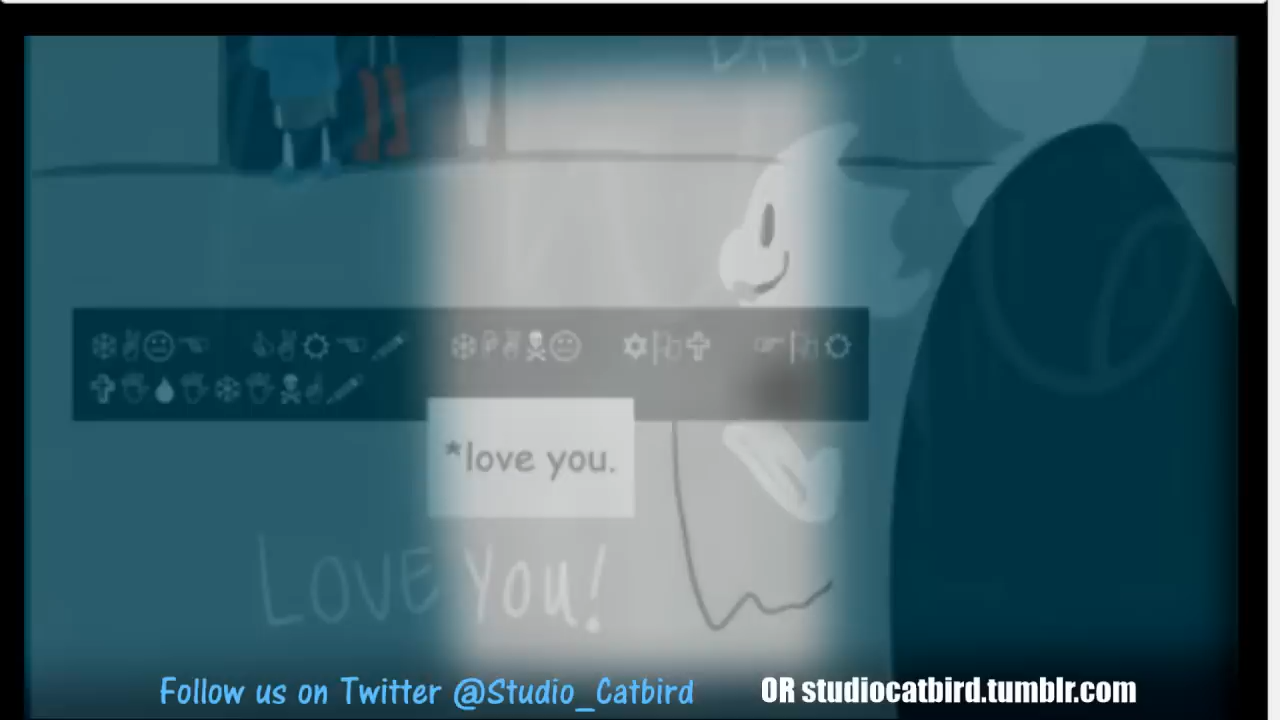 DAD.
❄✌😐☜ 👍✌☼☜✏ ❄☟✌☠😐 ✡⚐🕆 ☞⚐☼
🕆✋💧✋❄✋☠☝✏
*love you.
LOVE YOU!
Follow us on Twitter @Studio_Catbird OR studiocatbird.tumblr.com